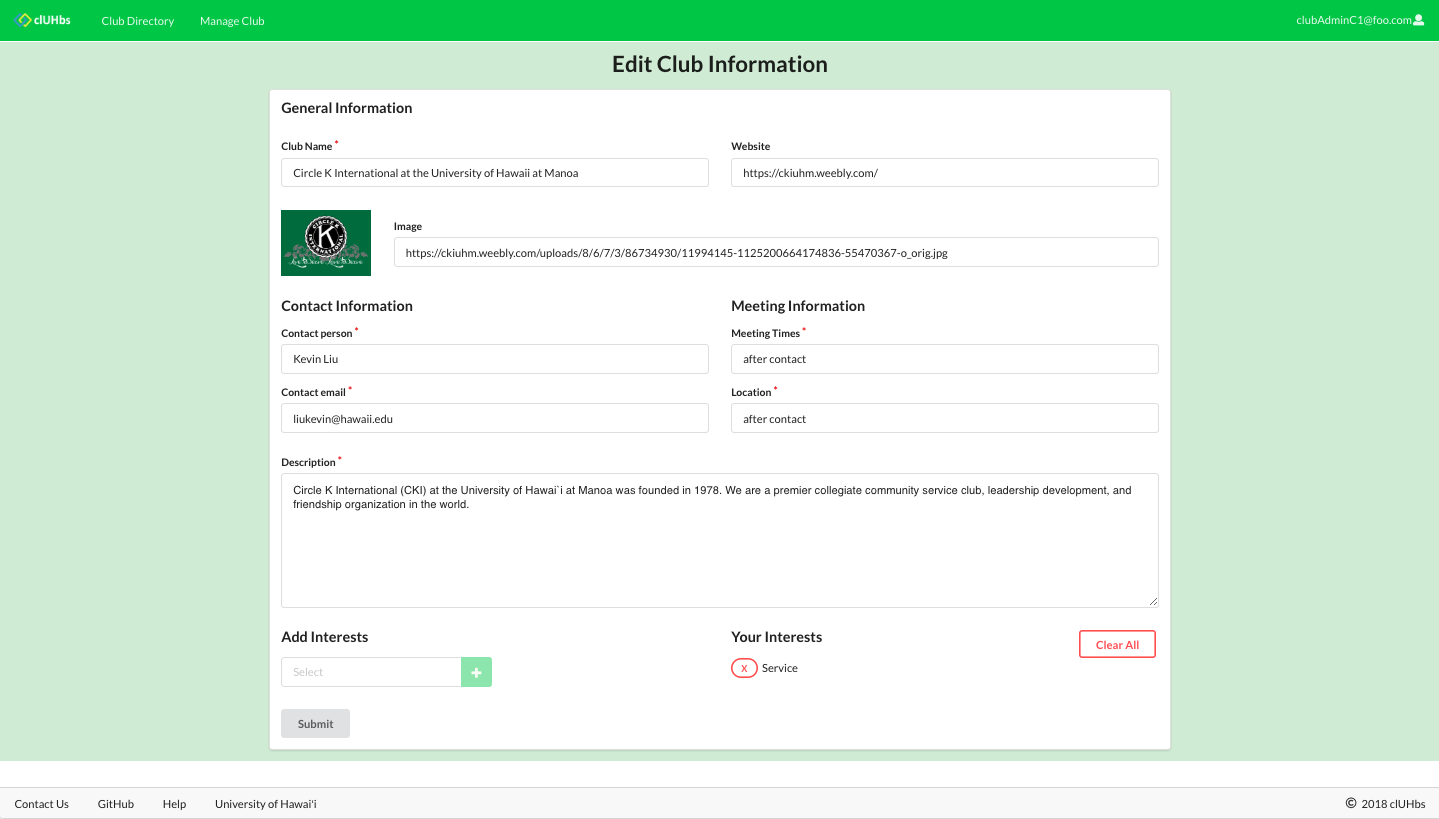 clUHbs Club Directory Manage Club clubAdminC1@foo.com
Edit Club Information
General Information
Club Name * Website
Circle K International at the University of Hawaii at Manoa https://ckiuhm.weebly.com/
CIRCLE K
K
INTERNATIONAL
Image
https://ckiuhm.weebly.com/uploads/8/6/7/3/86734930/11994145-1125200664174836-55470367-o_orig.jpg
Contact Information Meeting Information
Contact person * Meeting Times *
Kevin Liu after contact
Contact email * Location *
liukevin@hawaii.edu after contact
Description *
Circle K International (CKI) at the University of Hawai`i at Manoa was founded in 1978. We are a premier collegiate community service club, leadership development, and
friendship organization in the world.
Add Interests Your Interests Clear All
Select + x Service
Submit
Contact Us GitHub Help University of Hawai'i © 2018 clUHbs